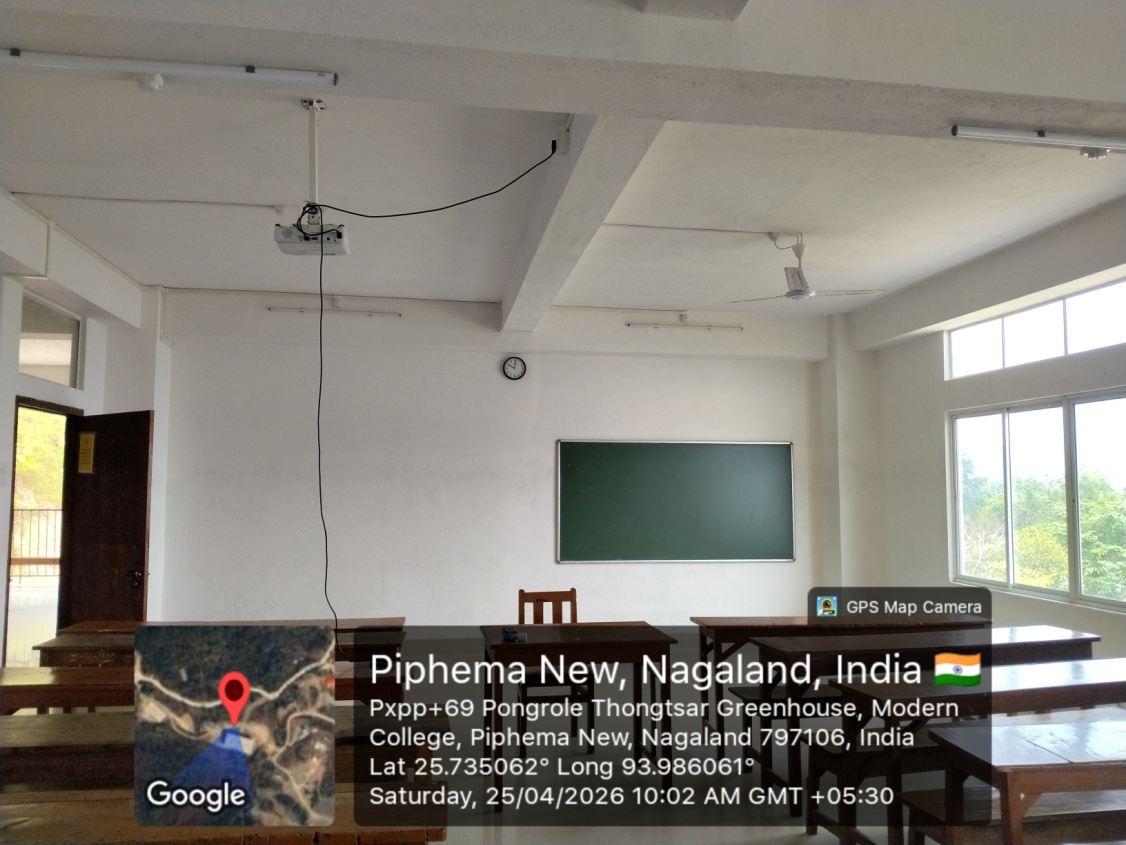 GPS Map Camera
Piphema New, Nagaland, India 🇮🇳
Pxpp+69 Pongrole Thongtsar Greenhouse, Modern
College, Piphema New, Nagaland 797106, India
Lat 25.735062° Long 93.986061°
Saturday, 25/04/2026 10:02 AM GMT +05:30
Google